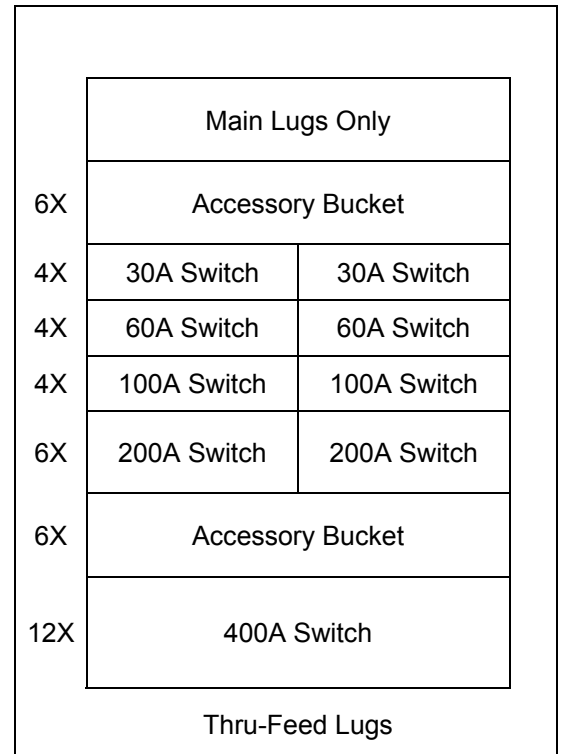 Main Lugs Only
6X Accessory Bucket
4X 30A Switch 30A Switch
4X 60A Switch 60A Switch
4X 100A Switch 100A Switch
6X 200A Switch 200A Switch
6X Accessory Bucket
12X 400A Switch
Thru-Feed Lugs